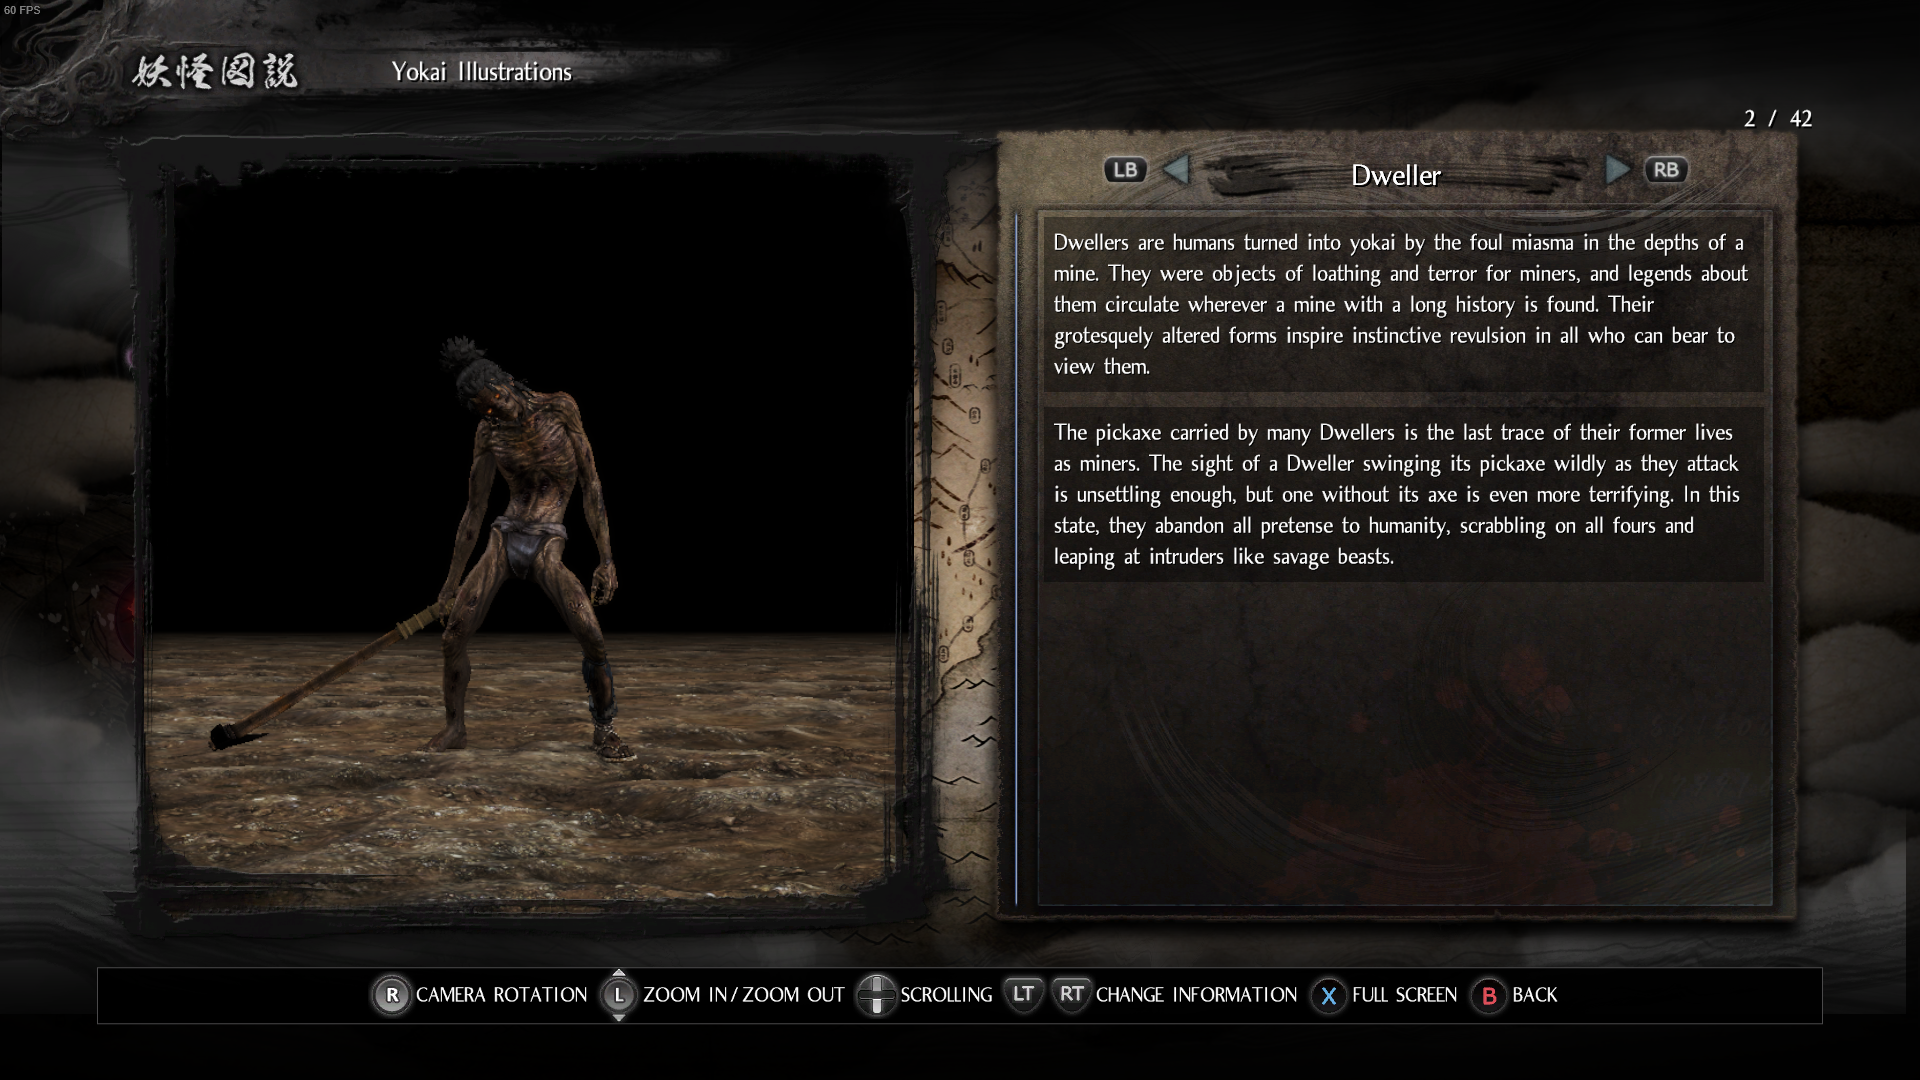 60 FPS
妖怪図説
Yokai Illustrations
2 / 42
LB
Dweller
RB
Dwellers are humans turned into yokai by the foul miasma in the depths of a
mine. They were objects of loathing and terror for miners, and legends about
them circulate wherever a mine with a long history is found. Their
grotesquely altered forms inspire instinctive revulsion in all who can bear to
view them.
The pickaxe carried by many Dwellers is the last trace of their former lives
as miners. The sight of a Dweller swinging its pickaxe wildly as they attack
is unsettling enough, but one without its axe is even more terrifying. In this
state, they abandon all pretense to humanity, scrabbling on all fours and
leaping at intruders like savage beasts.
R CAMERA ROTATION L ZOOM IN/ZOOM OUT SCROLLING LT RT CHANGE INFORMATION X FULL SCREEN B BACK